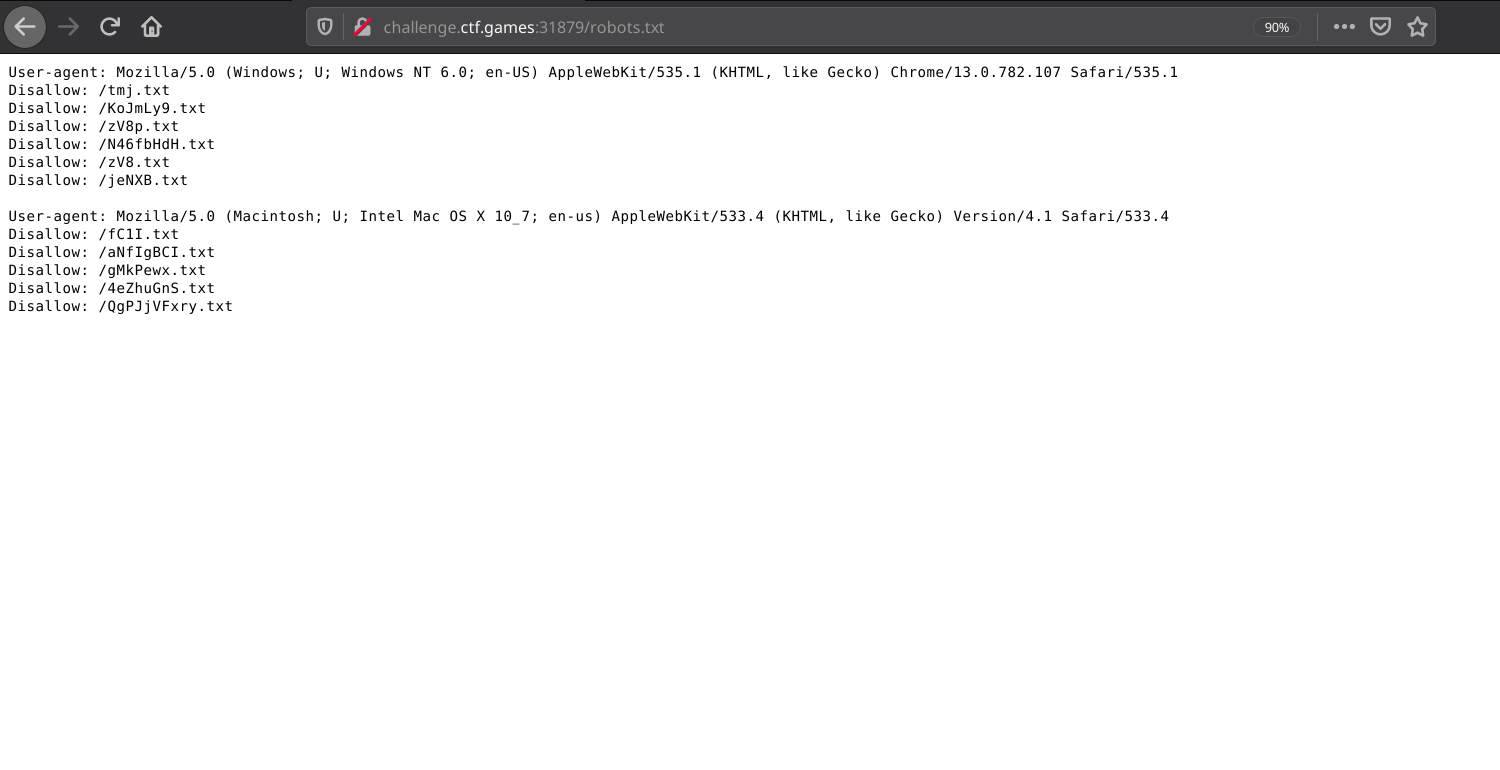 challenge.ctf.games:31879/robots.txt
90%
User-agent: Mozilla/5.0 (Windows; U; Windows NT 6.0; en-US) AppleWebKit/535.1 (KHTML, like Gecko) Chrome/13.0.782.107 Safari/535.1
Disallow: /tmj.txt
Disallow: /KoJmLy9.txt
Disallow: /zV8p.txt
Disallow: /N46fbHdH.txt
Disallow: /zV8.txt
Disallow: /jeNXB.txt
User-agent: Mozilla/5.0 (Macintosh; U; Intel Mac OS X 10_7; en-us) AppleWebKit/533.4 (KHTML, like Gecko) Version/4.1 Safari/533.4
Disallow: /fC1I.txt
Disallow: /aNfIgBCI.txt
Disallow: /gMkPewx.txt
Disallow: /4eZhuGnS.txt
Disallow: /QgPJjVFxry.txt